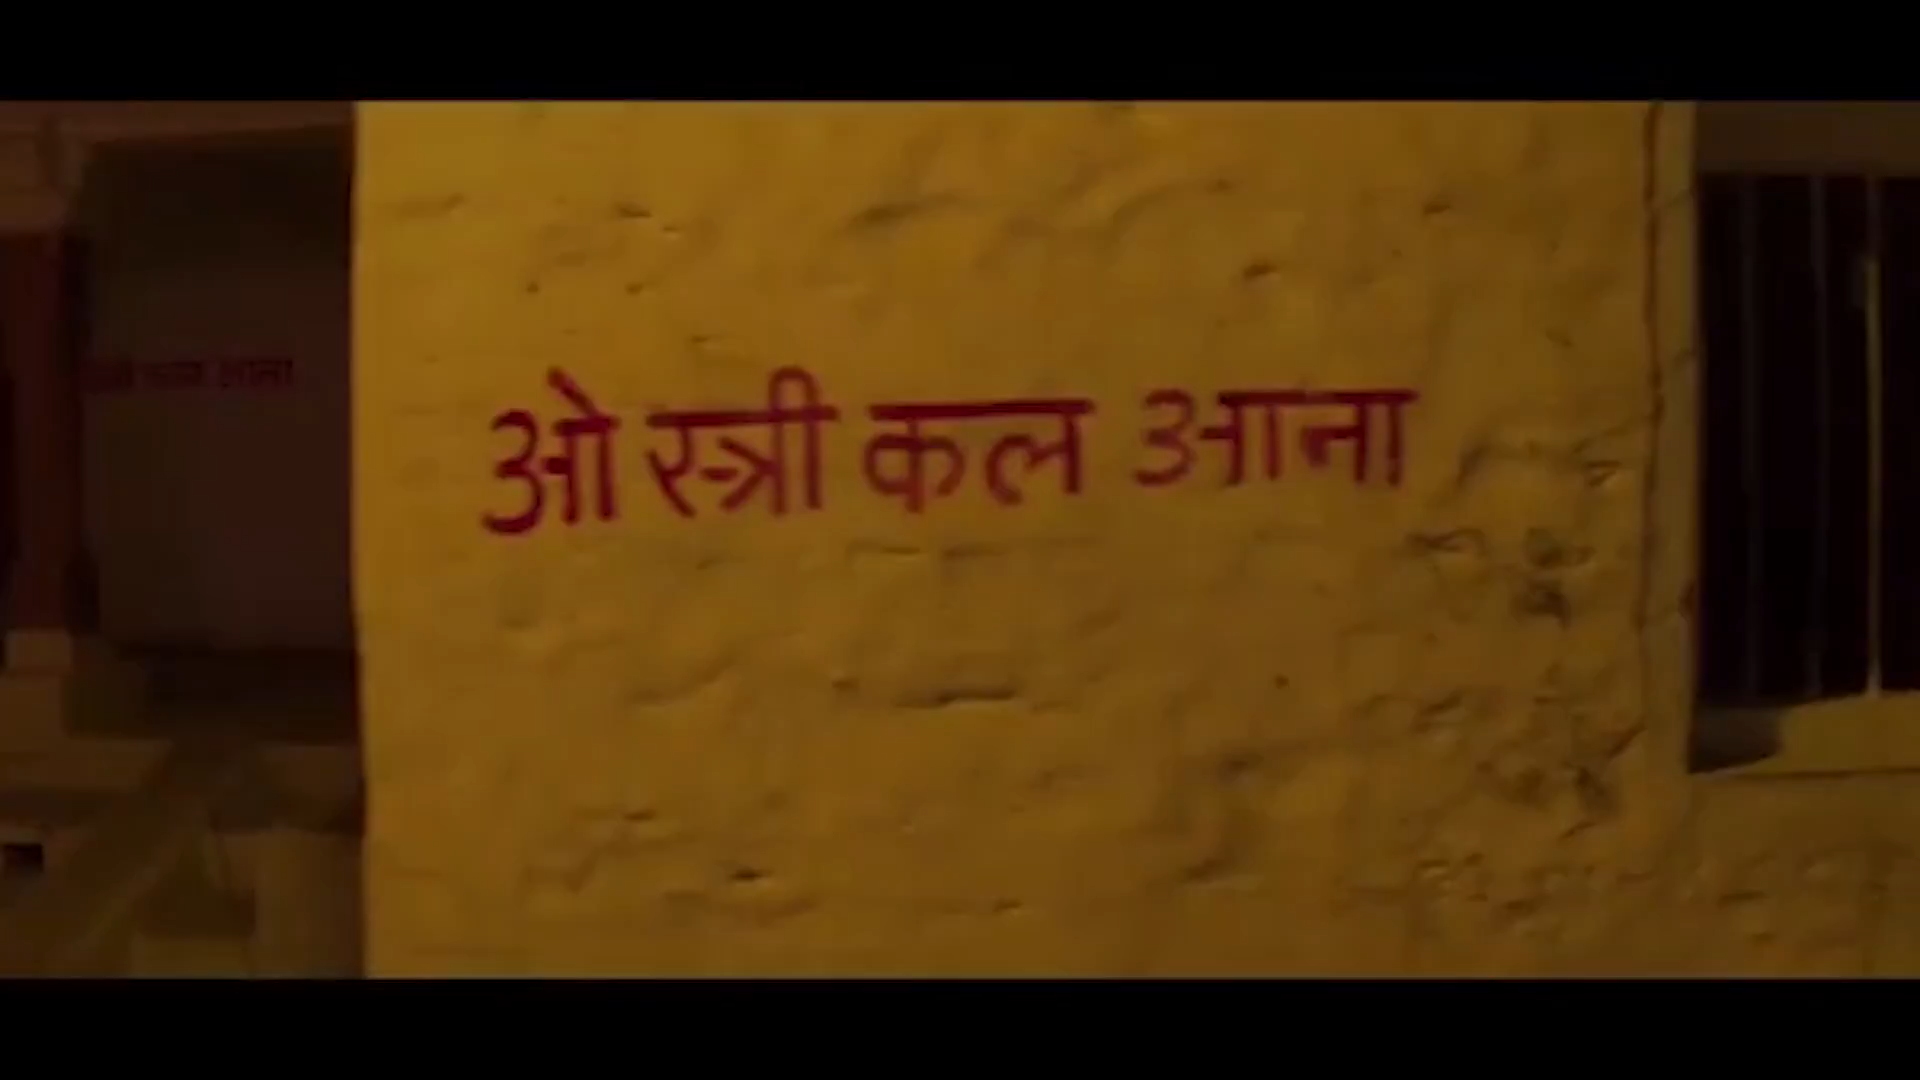 ओ स्त्री कल आना